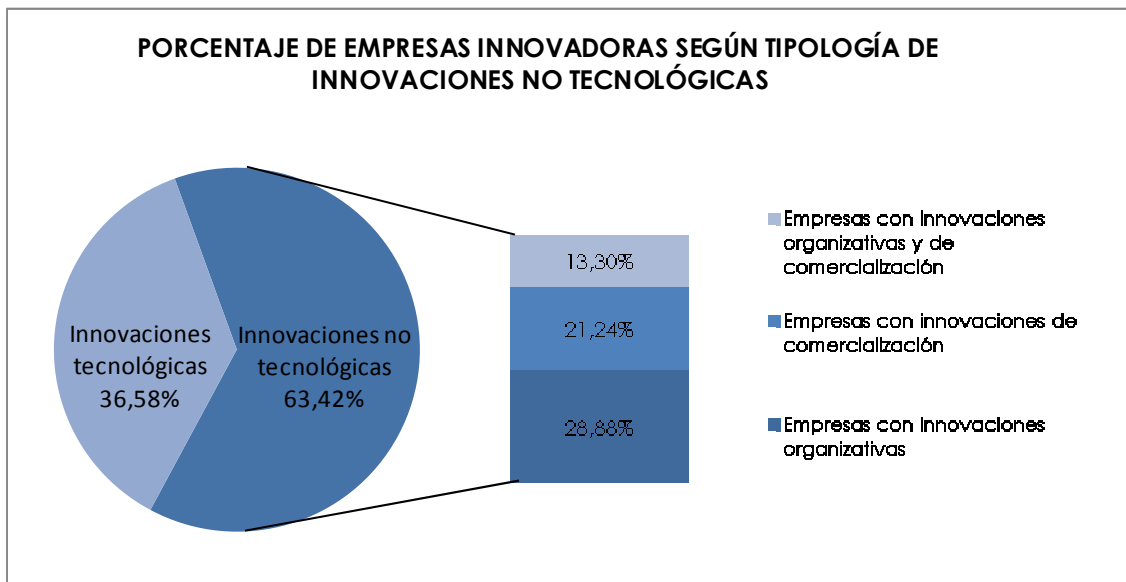 PORCENTAJE DE EMPRESAS INNOVADORAS SEGÚN TIPOLOGÍA DE
INNOVACIONES NO TECNOLÓGICAS
Innovaciones
tecnológicas
36,58%
Innovaciones no
tecnológicas
63,42%
13,30%
21,24%
28,88%
Empresas con innovaciones
organizativas y de
comercialización
Empresas con innovaciones de
comercialización
Empresas con innovaciones
organizativas